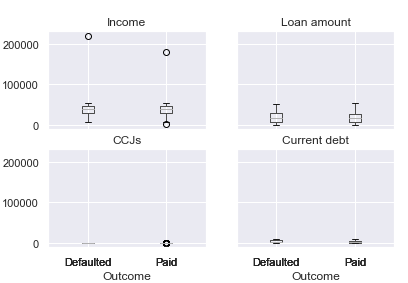 Income
Loan amount
200000
100000
0
CCJs
Current debt
200000
100000
0
Defaulted
Paid
Defaulted
Paid
Outcome
Outcome